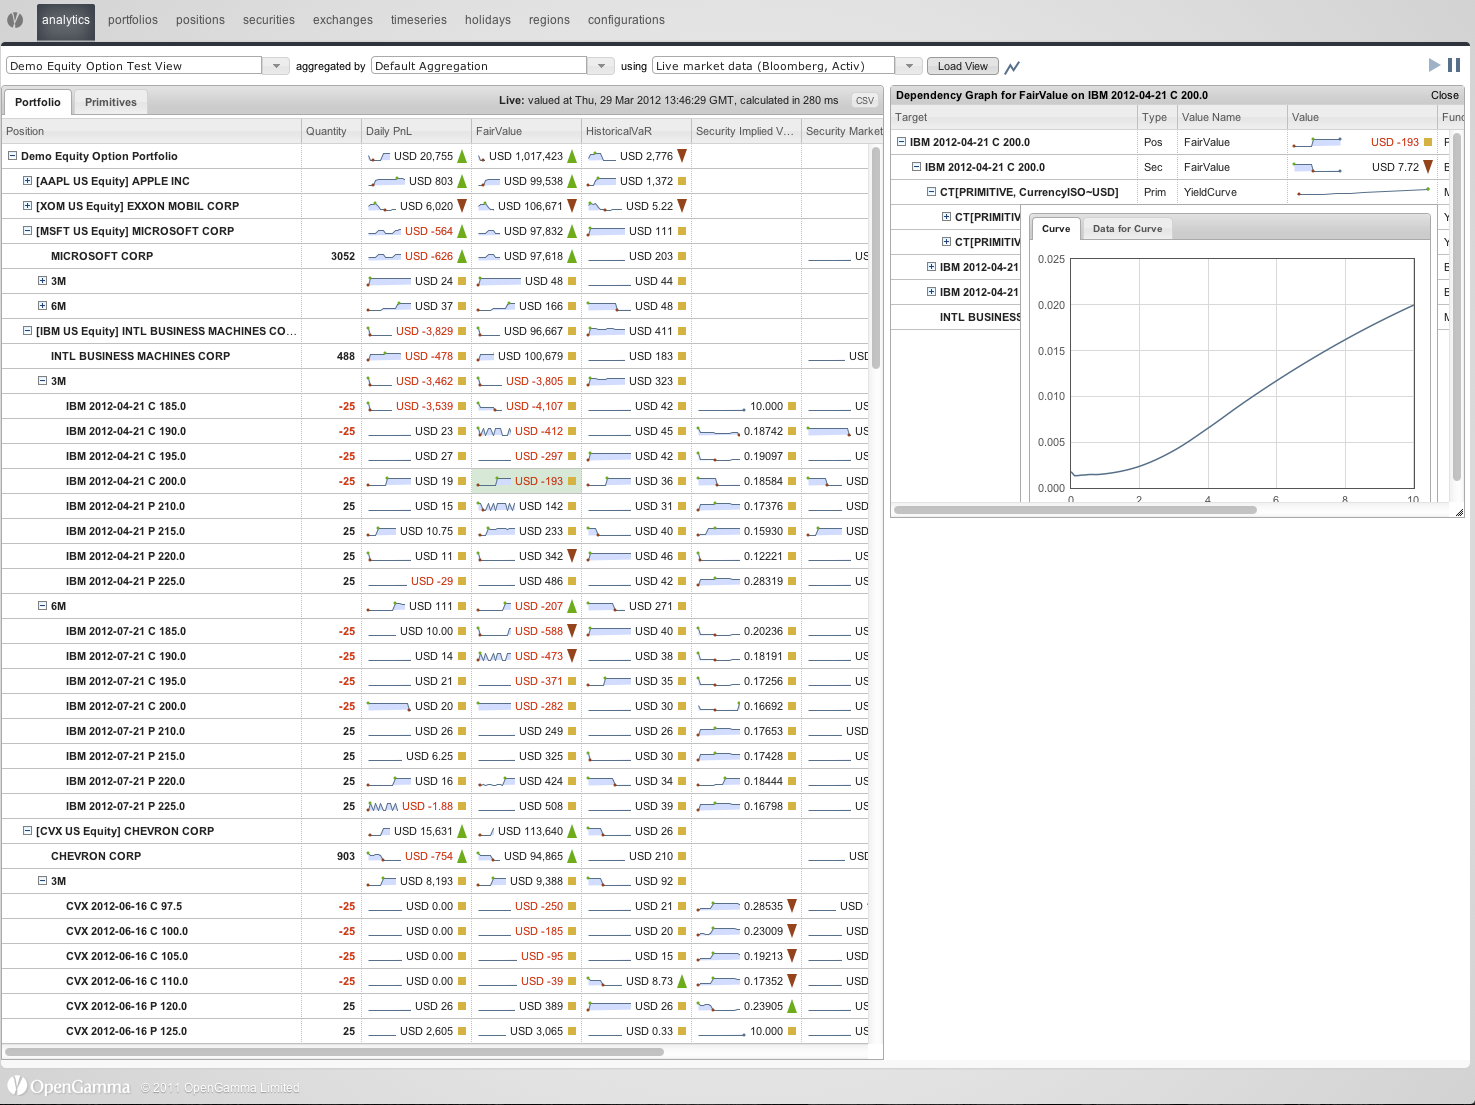 analytics portfolios positions securities exchanges timeseries holidays regions configurations
Demo Equity Option Test View aggregated by Default Aggregation using Live market data (Bloomberg, Activ) Load View
Portfolio Primitives Live: valued at Thu, 29 Mar 2012 13:46:29 GMT, calculated in 280 ms CSV
Position Quantity Daily PnL FairValue HistoricalVaR Security Implied V... Security Market
Demo Equity Option Portfolio USD 20,755 USD 1,017,423 USD 2,776
[AAPL US Equity] APPLE INC USD 803 USD 99,538 USD 1,372
[XOM US Equity] EXXON MOBIL CORP USD 6,020 USD 106,671 USD 5.22
[MSFT US Equity] MICROSOFT CORP USD -564 USD 97,832 USD 111
MICROSOFT CORP 3052 USD -626 USD 97,618 USD 203 US
3M USD 24 USD 48 USD 44
6M USD 37 USD 166 USD 48
[IBM US Equity] INTL BUSINESS MACHINES CO... USD -3,829 USD 96,667 USD 411
INTL BUSINESS MACHINES CORP 488 USD -478 USD 100,679 USD 183 USD
3M USD -3,462 USD -3,805 USD 323
IBM 2012-04-21 C 185.0 -25 USD -3,539 USD -4,107 USD 42 10.000 US
IBM 2012-04-21 C 190.0 -25 USD 23 USD -412 USD 45 0.18742 US
IBM 2012-04-21 C 195.0 -25 USD 27 USD -297 USD 42 0.19097 US
IBM 2012-04-21 C 200.0 -25 USD 19 USD -193 USD 36 0.18584 USD
IBM 2012-04-21 P 210.0 25 USD 15 USD 142 USD 31 0.17376 US
IBM 2012-04-21 P 215.0 25 USD 10.75 USD 233 USD 40 0.15930 USD
IBM 2012-04-21 P 220.0 25 USD 11 USD 342 USD 46 0.12221 US
IBM 2012-04-21 P 225.0 25 USD -29 USD 486 USD 42 0.28319 US
6M USD 111 USD -207 USD 271
IBM 2012-07-21 C 185.0 -25 USD 10.00 USD -588 USD 40 0.20236 US
IBM 2012-07-21 C 190.0 -25 USD 14 USD -473 USD 38 0.18191 US
IBM 2012-07-21 C 195.0 -25 USD 21 USD -371 USD 35 0.17256 US
IBM 2012-07-21 C 200.0 -25 USD 20 USD -282 USD 30 0.16692 US
IBM 2012-07-21 P 210.0 25 USD 26 USD 249 USD 26 0.17653 USD
IBM 2012-07-21 P 215.0 25 USD 6.25 USD 325 USD 30 0.17428 US
IBM 2012-07-21 P 220.0 25 USD 16 USD 424 USD 34 0.18444 US
IBM 2012-07-21 P 225.0 25 USD -1.88 USD 508 USD 39 0.16798 US
[CVX US Equity] CHEVRON CORP USD 15,631 USD 113,640 USD 26
CHEVRON CORP 903 USD -754 USD 94,865 USD 210 USD
3M USD 8,193 USD 9,388 USD 92
CVX 2012-06-16 C 97.5 -25 USD 0.00 USD -250 USD 21 0.28535 USD
CVX 2012-06-16 C 100.0 -25 USD 0.00 USD -185 USD 20 0.23009 USD
CVX 2012-06-16 C 105.0 -25 USD 0.00 USD -95 USD 15 0.19213 USD
CVX 2012-06-16 C 110.0 -25 USD 0.00 USD -39 USD 8.73 0.17352 USD
CVX 2012-06-16 P 120.0 25 USD 26 USD 389 USD 26 0.23905 US
CVX 2012-06-16 P 125.0 25 USD 2,605 USD 3,065 USD 0.33 10.000 US
Dependency Graph for FairValue on IBM 2012-04-21 C 200.0 Close
Target Type Value Name Value Func
IBM 2012-04-21 C 200.0 Pos FairValue USD -193 F
IBM 2012-04-21 C 200.0 Sec FairValue USD 7.72 B
CT[PRIMITIVE, CurrencyISO~USD] Prim YieldCurve M
CT[PRIMITIV Y
CT[PRIMITIV Y
IBM 2012-04-21 B
IBM 2012-04-21 E
INTL BUSINESS M
Curve Data for Curve
0.025
0.020
0.015
0.010
0.005
0.000
0 2 4 6 8 10
OpenGamma © 2011 OpenGamma Limited